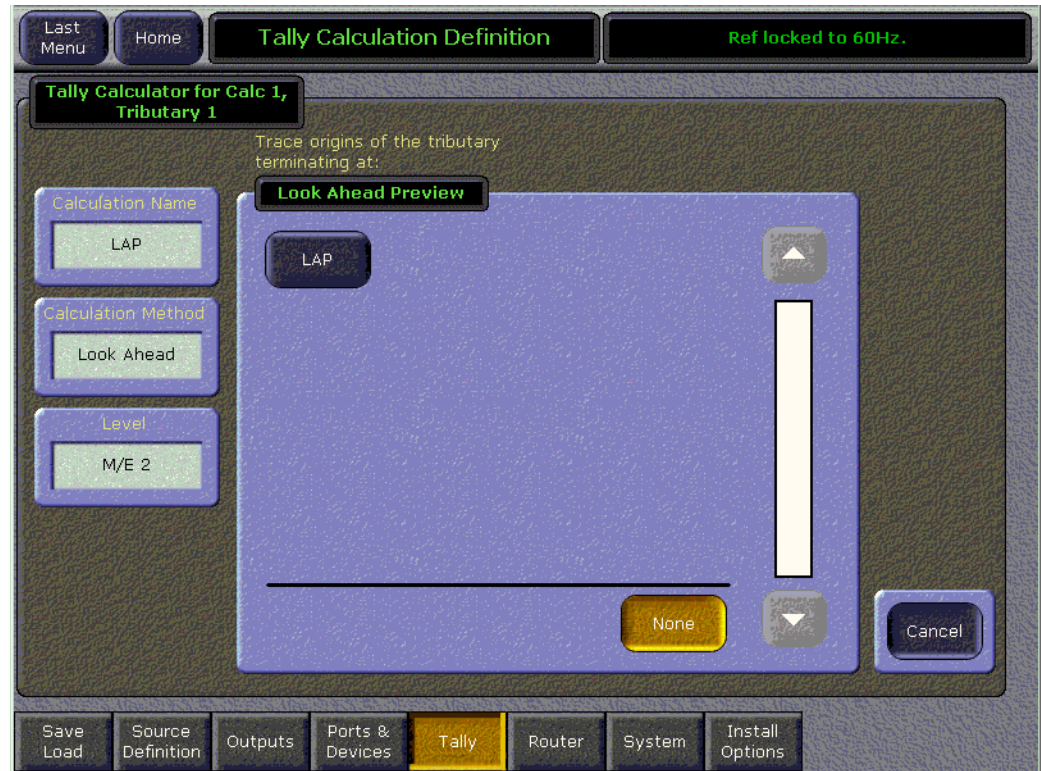 Last
Menu
Home
Tally Calculation Definition
Ref locked to 60Hz.
Tally Calculator for Calc 1,
Tributary 1
Trace origins of the tributary
terminating at:
Look Ahead Preview
Calculation Name
LAP
LAP
Calculation Method
Look Ahead
Level
M/E 2
None
Cancel
Save
Load
Source
Definition
Outputs
Ports &
Devices
Tally
Router
System
Install
Options